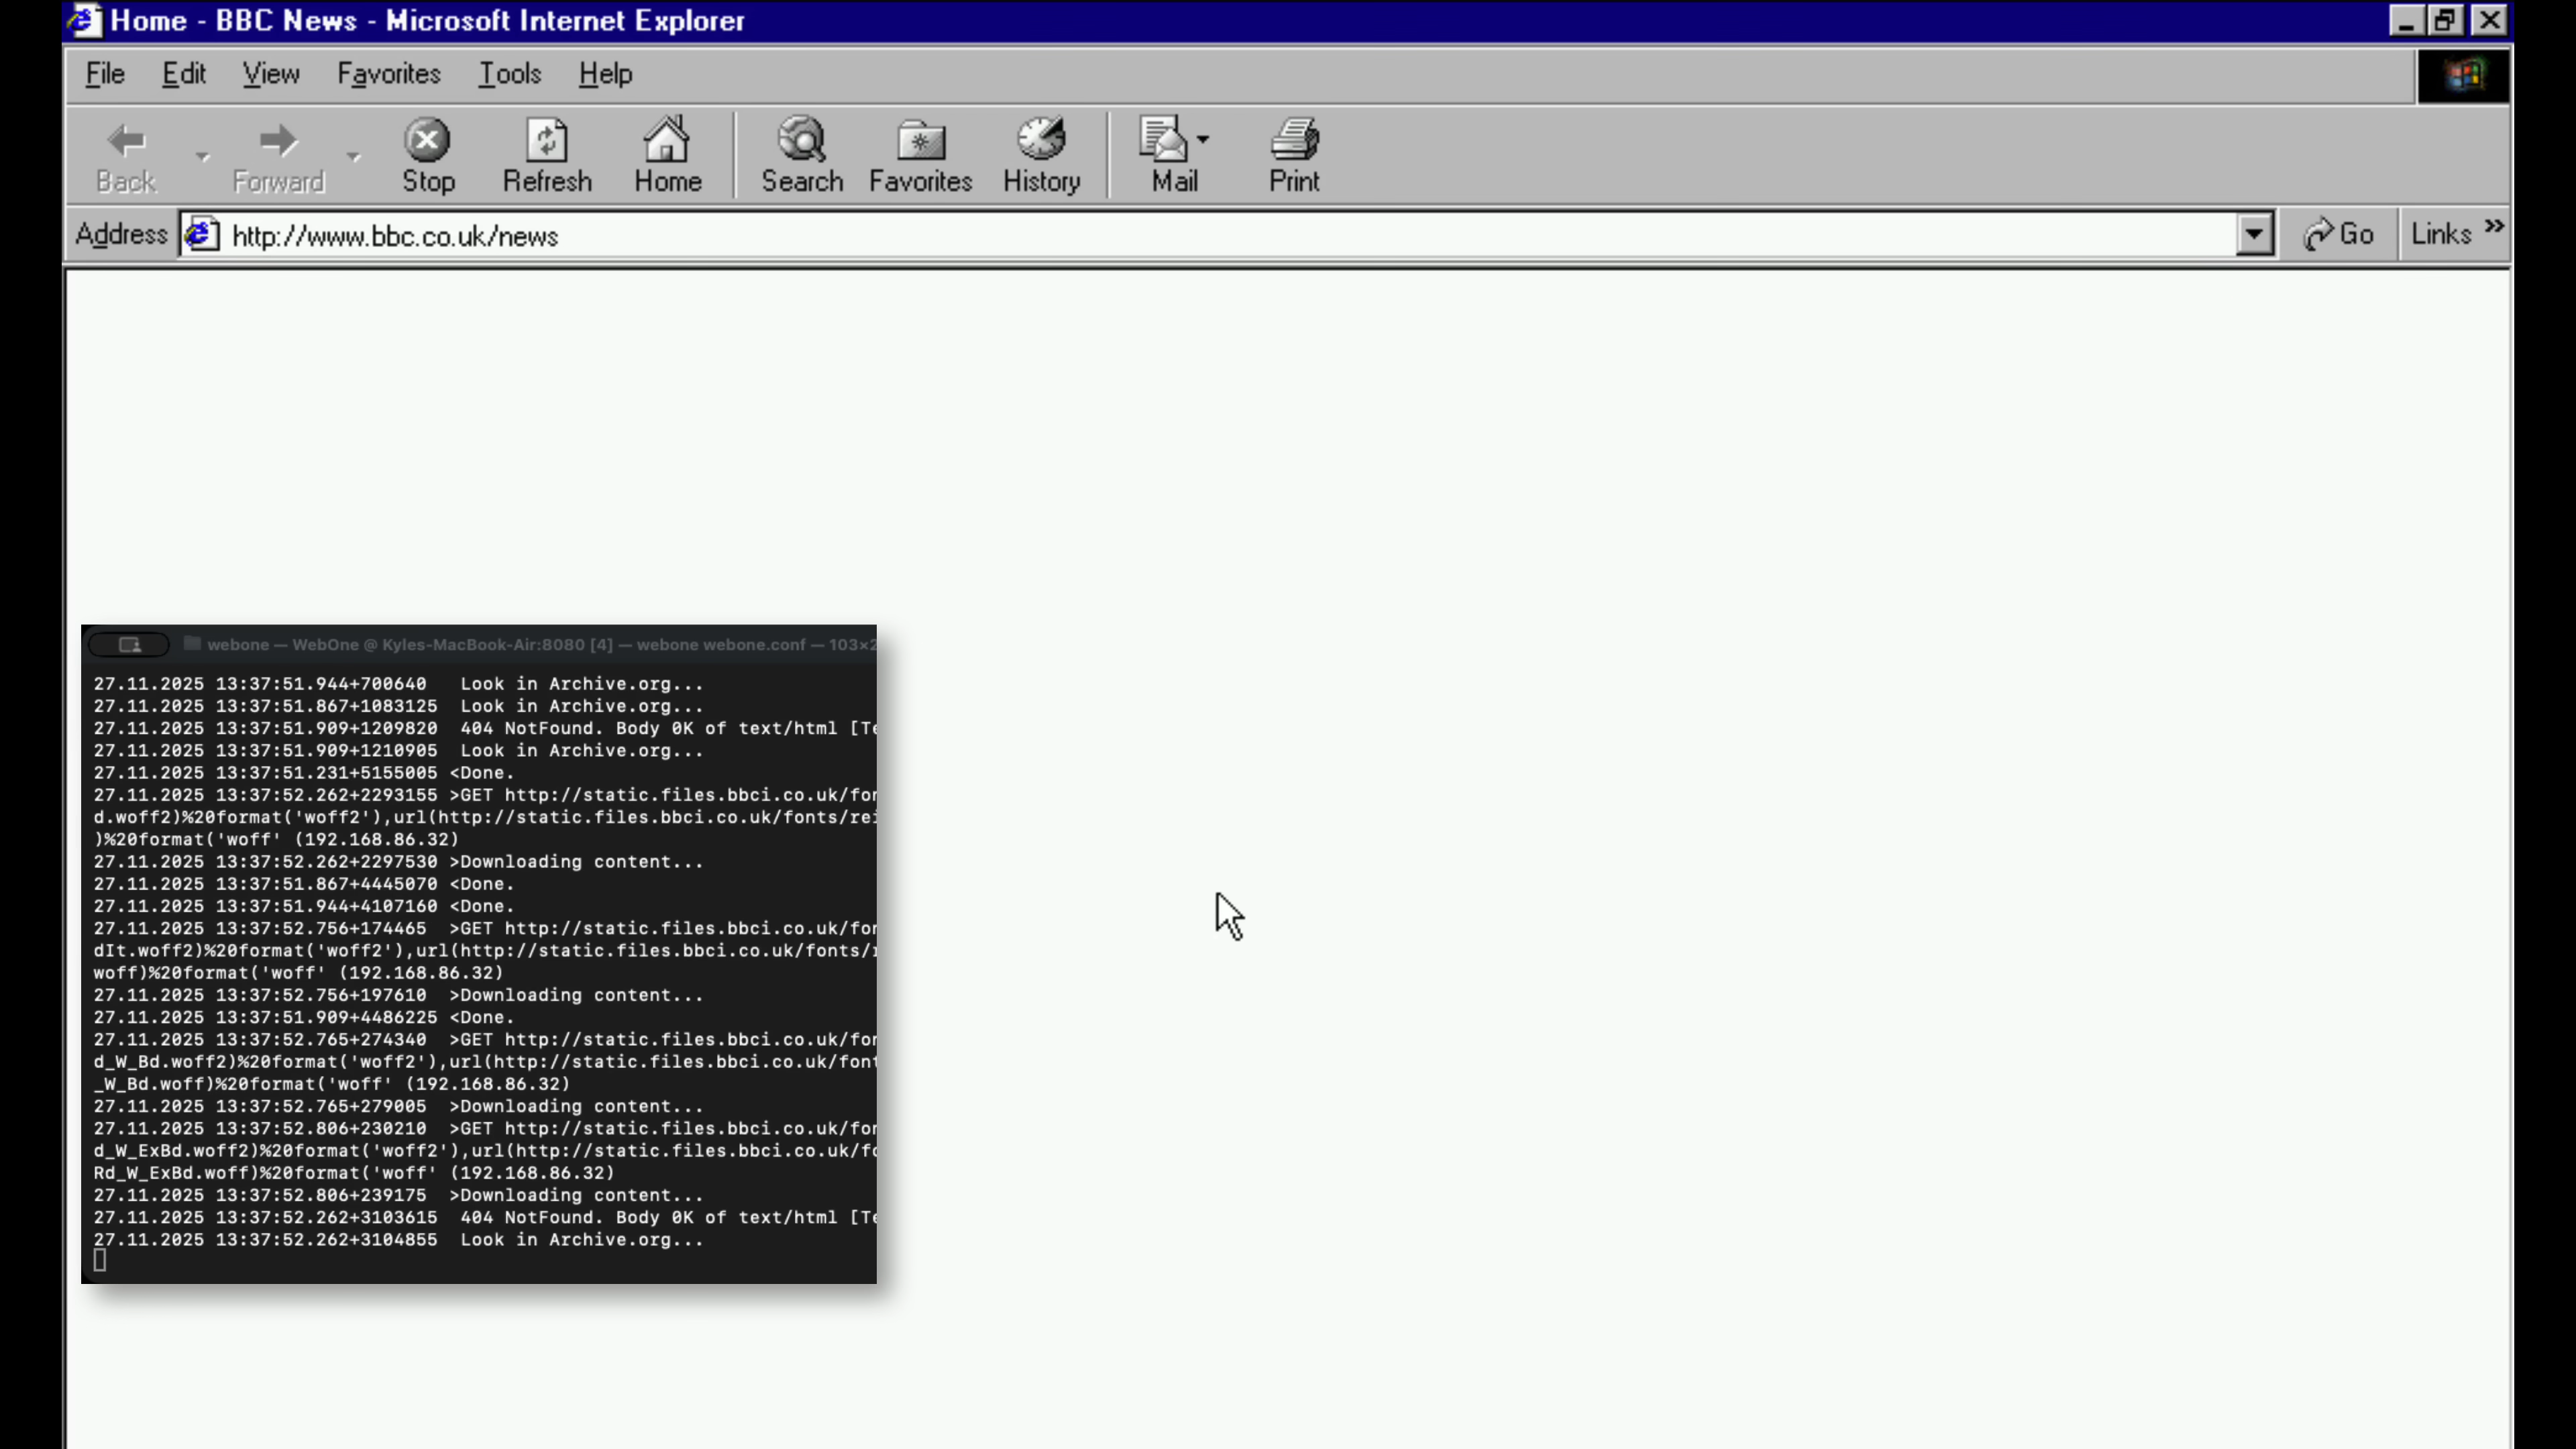 Home - BBC News - Microsoft Internet Explorer
File Edit View Favorites Tools Help
Back Forward Stop Refresh Home Search Favorites History Mail Print
Address http://www.bbc.co.uk/news Go Links »
webone — WebOne @ Kyles-MacBook-Air:8080 [4] — webone webone.conf — 103×2
27.11.2025 13:37:51.944+700640 Look in Archive.org...
27.11.2025 13:37:51.867+1083125 Look in Archive.org...
27.11.2025 13:37:51.909+1209820 404 NotFound. Body 0K of text/html [Te
27.11.2025 13:37:51.909+1210905 Look in Archive.org...
27.11.2025 13:37:51.231+5155005 <Done.
27.11.2025 13:37:52.262+2293155 >GET http://static.files.bbci.co.uk/fon
d.woff2)%20format('woff2'),url(http://static.files.bbci.co.uk/fonts/rei
)%20format('woff' (192.168.86.32)
27.11.2025 13:37:52.262+2297530 >Downloading content...
27.11.2025 13:37:51.867+4445070 <Done.
27.11.2025 13:37:51.944+4107160 <Done.
27.11.2025 13:37:52.756+174465 >GET http://static.files.bbci.co.uk/fon
dIt.woff2)%20format('woff2'),url(http://static.files.bbci.co.uk/fonts/r
woff)%20format('woff' (192.168.86.32)
27.11.2025 13:37:52.756+197610 >Downloading content...
27.11.2025 13:37:51.909+4486225 <Done.
27.11.2025 13:37:52.765+274340 >GET http://static.files.bbci.co.uk/fon
d_W_Bd.woff2)%20format('woff2'),url(http://static.files.bbci.co.uk/font
_W_Bd.woff)%20format('woff' (192.168.86.32)
27.11.2025 13:37:52.765+279005 >Downloading content...
27.11.2025 13:37:52.806+230210 >GET http://static.files.bbci.co.uk/fon
d_W_ExBd.woff2)%20format('woff2'),url(http://static.files.bbci.co.uk/fo
Rd_W_ExBd.woff)%20format('woff' (192.168.86.32)
27.11.2025 13:37:52.806+239175 >Downloading content...
27.11.2025 13:37:52.262+3103615 404 NotFound. Body 0K of text/html [Te
27.11.2025 13:37:52.262+3104855 Look in Archive.org...